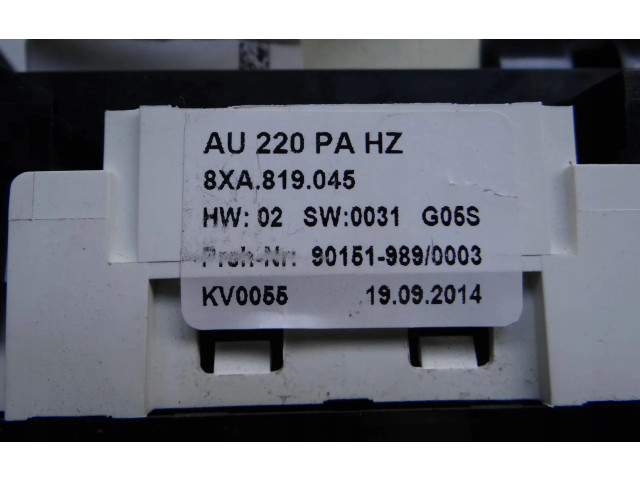 AU 220 PA HZ
8XA.819.045
HW: 02 SW:0031 G05S
Preh-Nr: 90151-989/0003
KV0055 19.09.2014